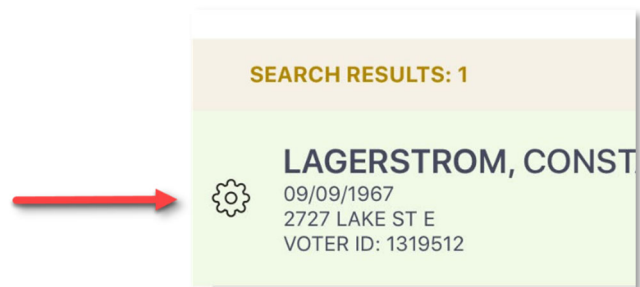 SEARCH RESULTS: 1
LAGERSTROM, CONST
09/09/1967
2727 LAKE ST E
VOTER ID: 1319512